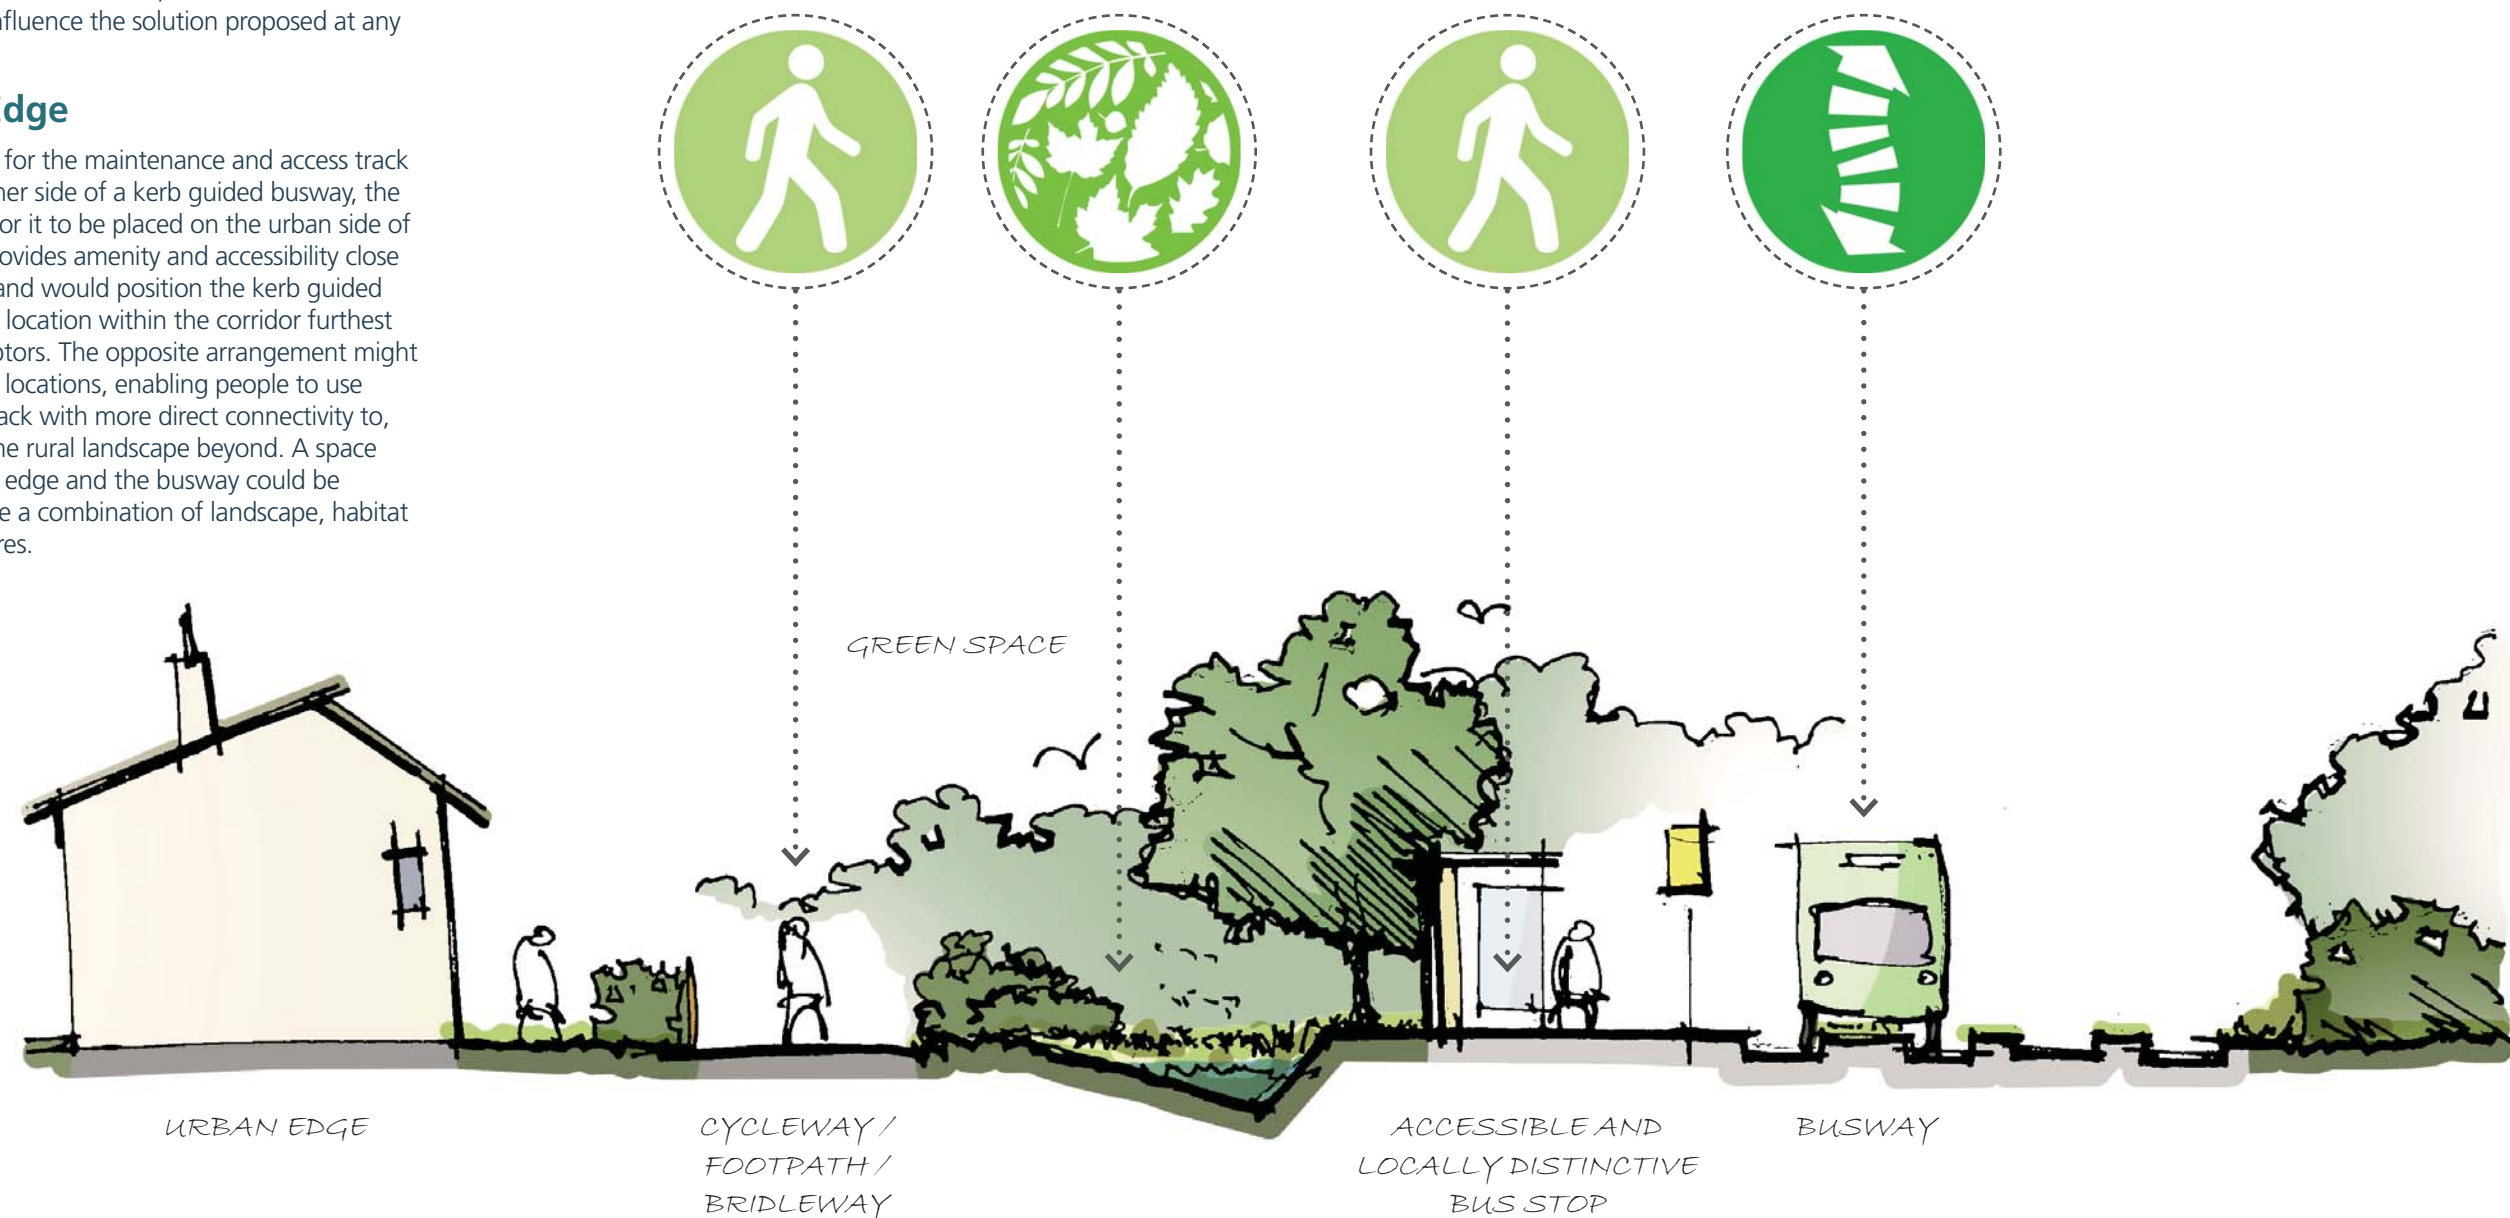 fluence the solution proposed at any
dge
for the maintenance and access track
her side of a kerb guided busway, the
or it to be placed on the urban side of
ovides amenity and accessibility close
and would position the kerb guided
location within the corridor furthest
ptors. The opposite arrangement might
locations, enabling people to use
ack with more direct connectivity to,
he rural landscape beyond. A space
edge and the busway could be
e a combination of landscape, habitat
res.
GREEN SPACE
URBAN EDGE
CYCLEWAY /
FOOTPATH /
BRIDLEWAY
ACCESSIBLE AND
LOCALLY DISTINCTIVE
BUS STOP
BUSWAY